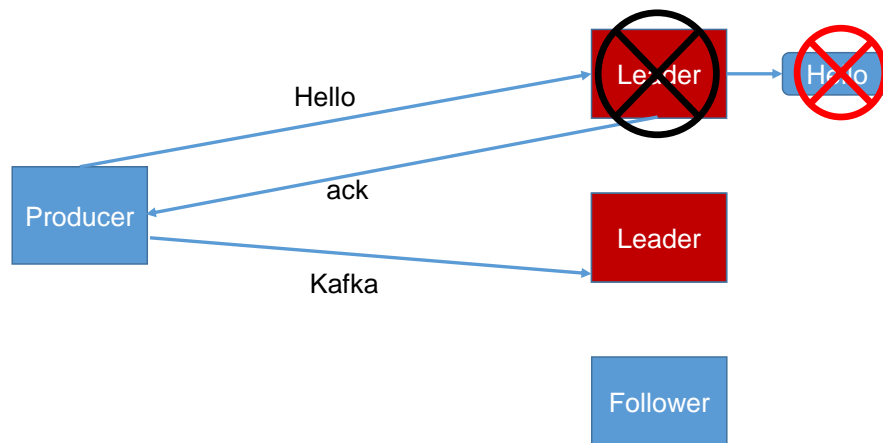 Leader
Hello
Hello
ack
Producer
Leader
Kafka
Follower